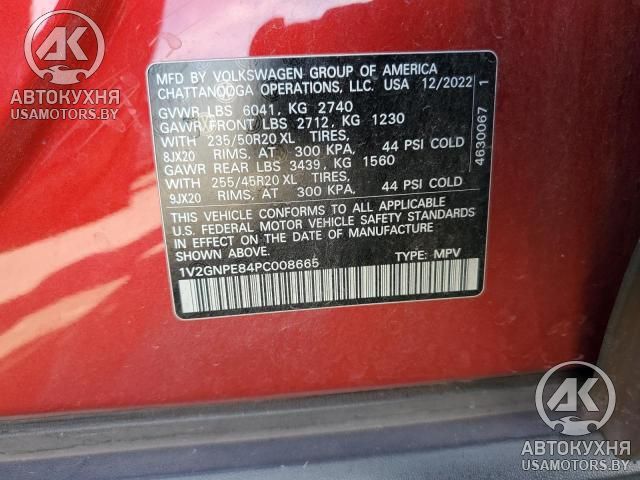 AK
АВТОКУХНЯ
USAMOTORS.BY
MFD BY VOLKSWAGEN GROUP OF AMERICA
CHATTANOOGA OPERATIONS, LLC. USA 12/2022
GVWR LBS 6041, KG 2740
GAWR/FRONT LBS 2712, KG 1230
WITH 235/50R20 XL TIRES,
8JX20 RIMS, AT 300 KPA, 44 PSI COLD
GAWR REAR LBS 3439, KG 1560
WITH 255/45R20 XL TIRES,
9JX20 RIMS, AT 300 KPA, 44 PSI COLD
THIS VEHICLE CONFORMS TO ALL APPLICABLE
U.S. FEDERAL MOTOR VEHICLE SAFETY STANDARDS
IN EFFECT ON THE DATE OF MANUFACTURE
SHOWN ABOVE.
1V2GNPE84PC008665 TYPE: MPV
4630067 1
AK
АВТОКУХНЯ
USAMOTORS.BY